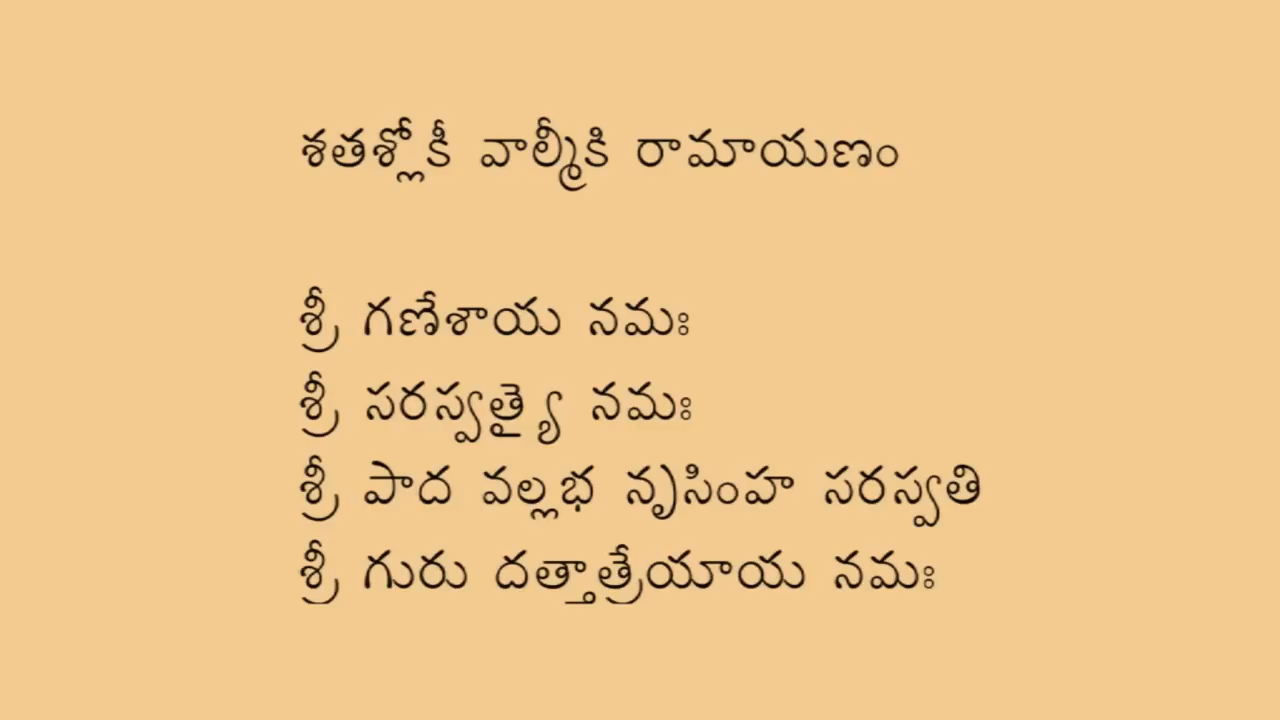 శతశ్లోకీ వాల్మీకి రామాయణం
శ్రీ గణేశాయ నమః
శ్రీ సరస్వత్యై నమః
శ్రీ పాద వల్లభ నృసింహ సరస్వతి
శ్రీ గురు దత్తాత్రేయాయ నమః